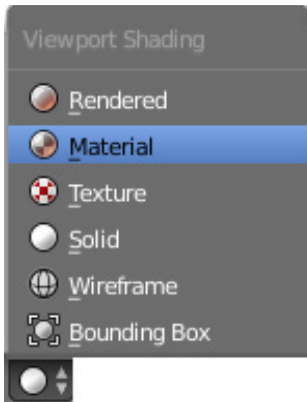 Viewport Shading
Rendered
Material
Texture
Solid
Wireframe
Bounding Box